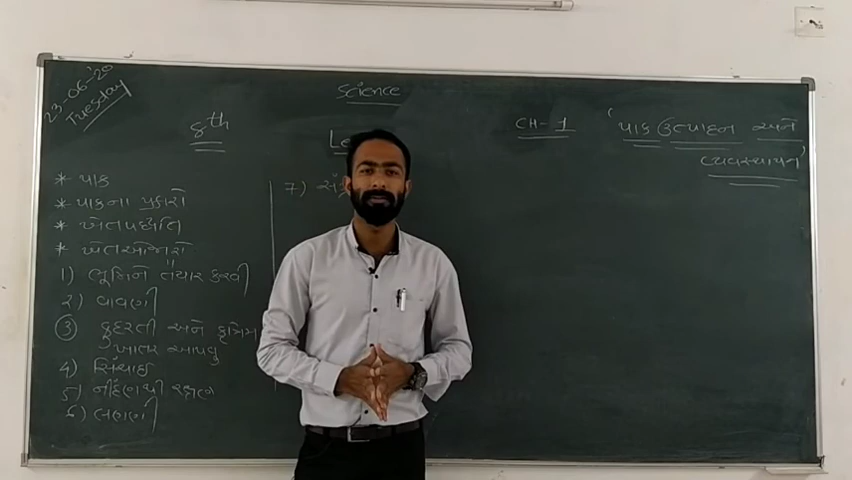 23-06-20
Tuesday
Science
8th
CH-1
'પાક ઉત્પાદન અને
વ્યવસ્થાપન'
* પાક
* પાકના પ્રકારો
* ખેતપદ્ધતિ
* ખેતઓજારો
1) ભૂમિને તૈયાર કરવી
2) વાવણી
3 કુદરતી અને કૃત્રિમ
ખાતર આપવું
4) સિંચાઇ
5) નીંદણથી રક્ષણ
6) લણણી
7)